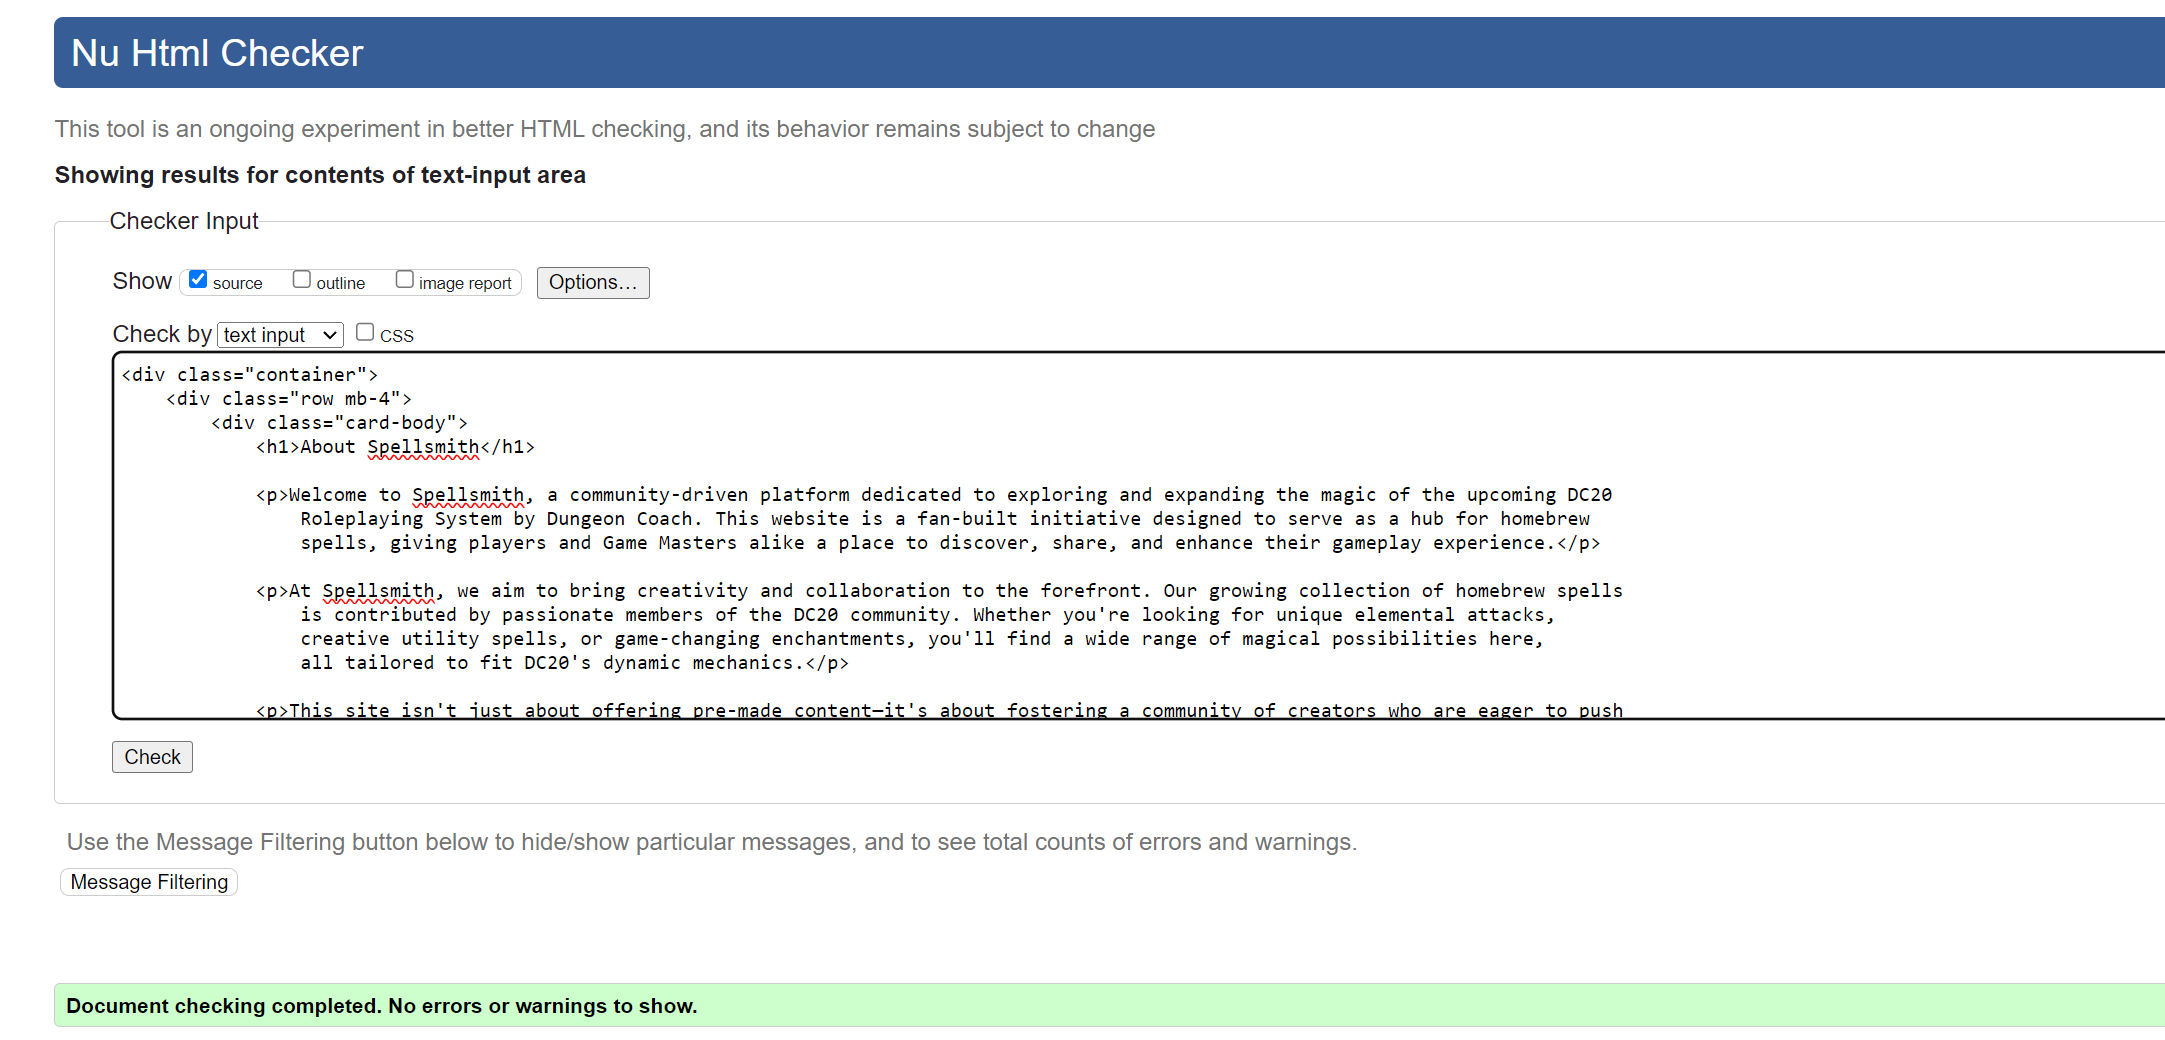 Nu Html Checker
This tool is an ongoing experiment in better HTML checking, and its behavior remains subject to change
Showing results for contents of text-input area
Checker Input
Show source outline image report Options...
Check by text input CSS
<div class="container">
<div class="row mb-4">
<div class="card-body">
<h1>About Spellsmith</h1>
<p>Welcome to Spellsmith, a community-driven platform dedicated to exploring and expanding the magic of the upcoming DC20
Roleplaying System by Dungeon Coach. This website is a fan-built initiative designed to serve as a hub for homebrew
spells, giving players and Game Masters alike a place to discover, share, and enhance their gameplay experience.</p>
<p>At Spellsmith, we aim to bring creativity and collaboration to the forefront. Our growing collection of homebrew spells
is contributed by passionate members of the DC20 community. Whether you're looking for unique elemental attacks,
creative utility spells, or game-changing enchantments, you'll find a wide range of magical possibilities here,
all tailored to fit DC20's dynamic mechanics.</p>
<p>This site isn't just about offering pre-made content—it's about fostering a community of creators who are eager to push
Check
Use the Message Filtering button below to hide/show particular messages, and to see total counts of errors and warnings.
Message Filtering
Document checking completed. No errors or warnings to show.